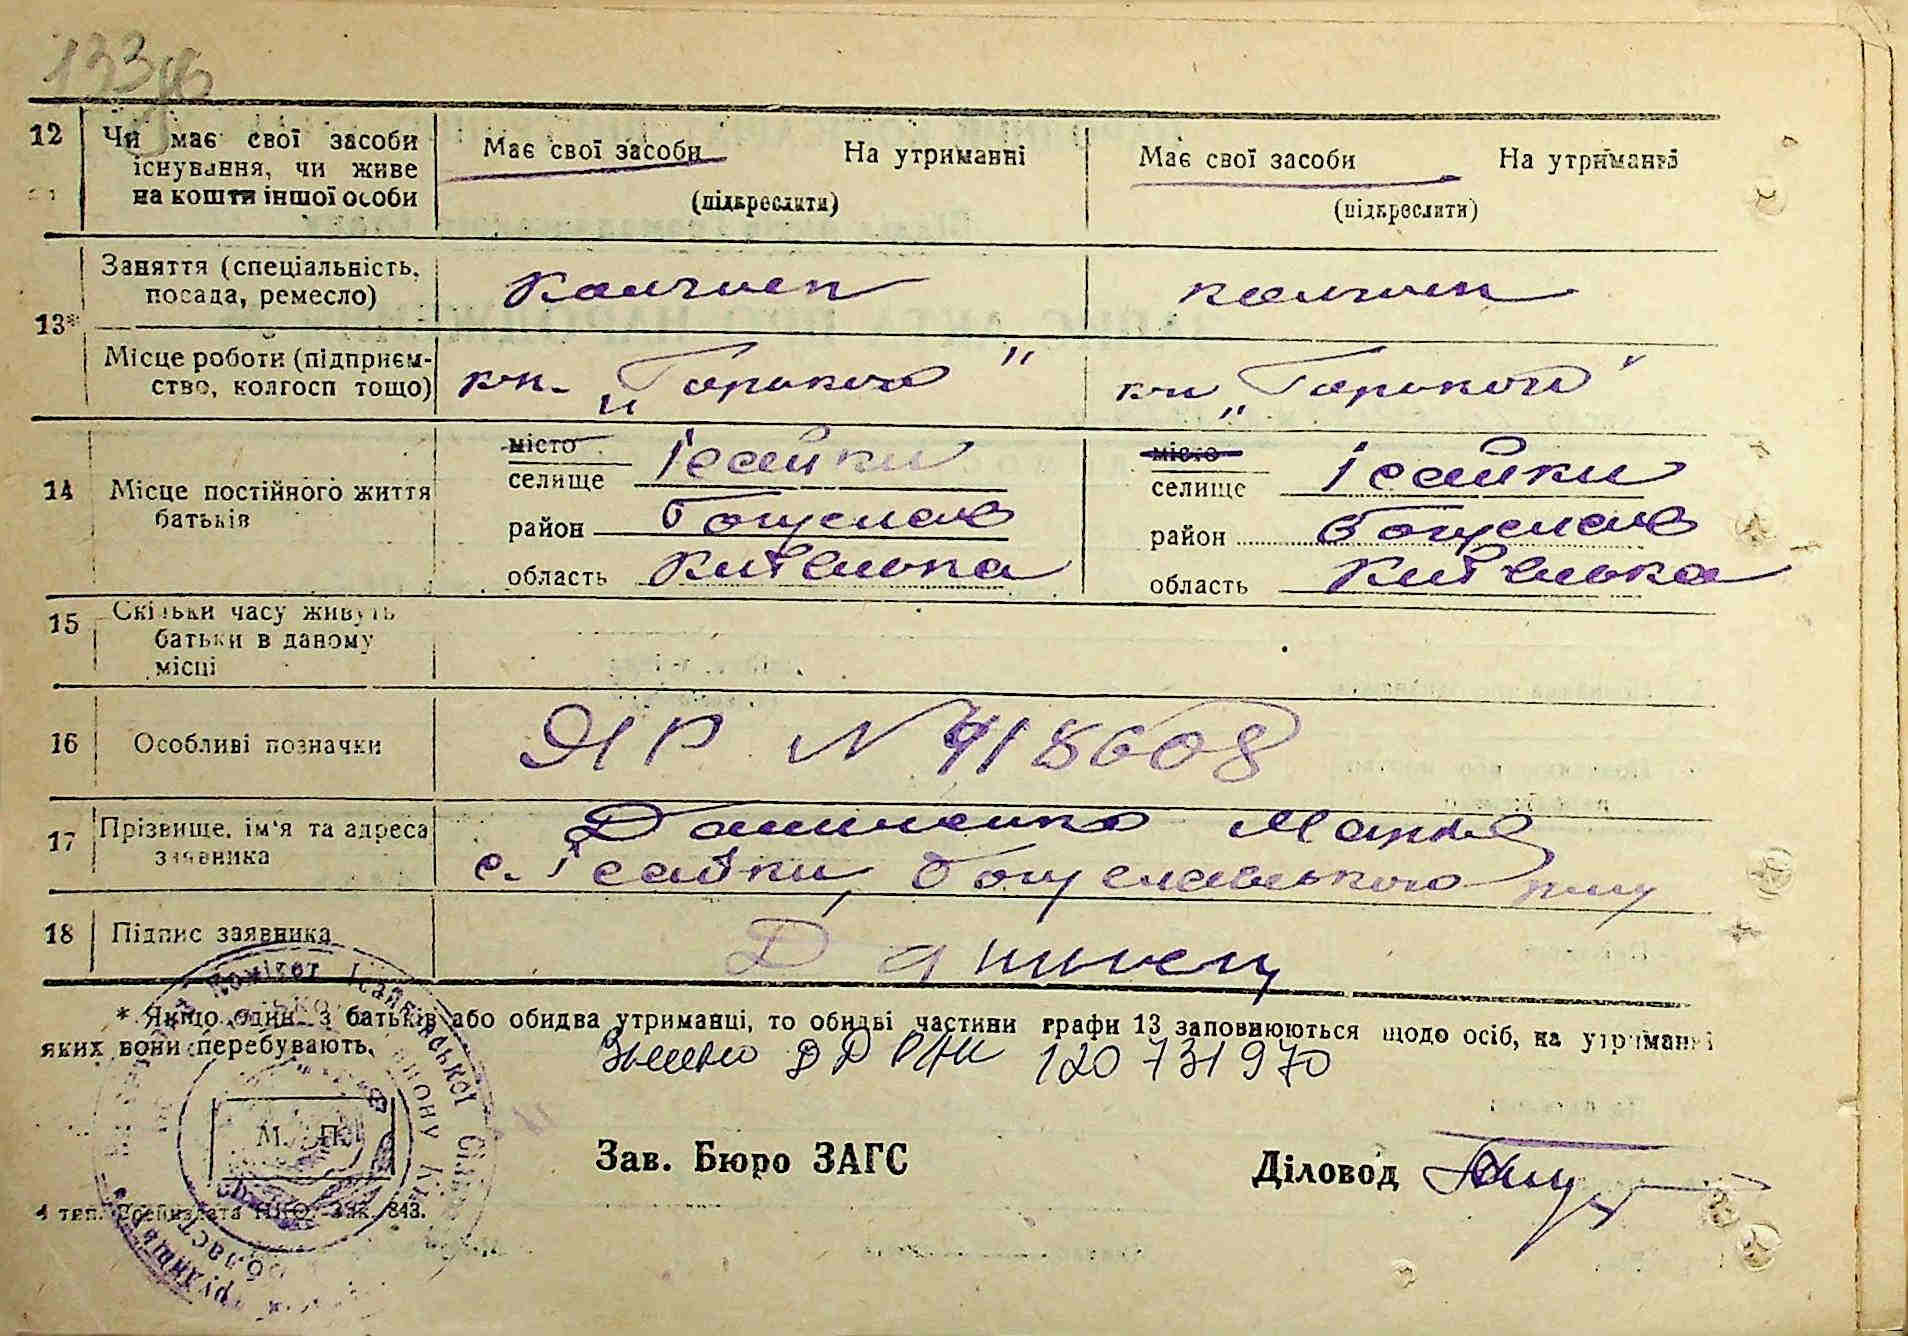 12 Чи має свої засоби Має свої засоби На утриманні Має свої засоби На утриманні
існування, чи живе
на кошти іншої особи (підкреслити) (підкреслити)
Заняття (спеціальність, колгосп колгосп
посада, ремесло)
13*
Місце роботи (підприєм- „Горького" „Горького"
ство, колгосп тощо)
місто Ісайки місто Ісайки
селище селище
14 Місце постійного життя район Богуслав район Богуслав
батьків
область Київська область Київська
15 Скільки часу живуть
батьки в даному
місці
16 Особливі позначки ЯР N 418608
17 Прізвище, ім'я та адреса Даниленко
заявника с. Ісайки, Богуславського р-ну
18 Підпис заявника
* Якщо один з батьків або обидва утриманці, то обидві частини графи 13 заповнюються щодо осіб, на утриманні
яких вони перебувають.
120731970
М. П.
Зав. Бюро ЗАГС Діловод